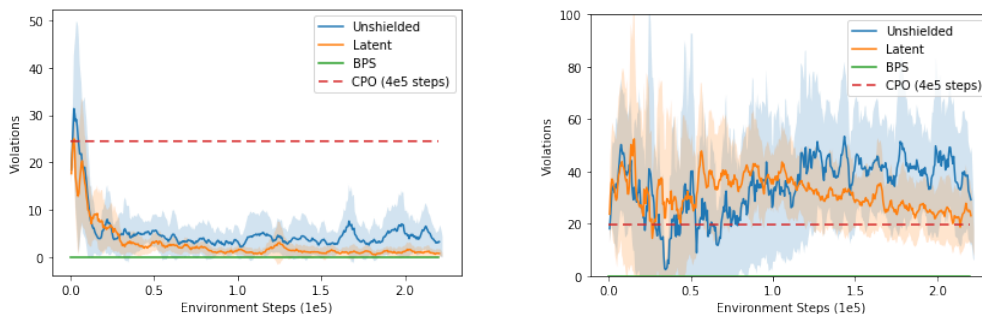 50
40
30
20
10
0
Violations
0.0 0.5 1.0 1.5 2.0
Environment Steps (1e5)
Unshielded
Latent
BPS
CPO (4e5 steps)
100
80
60
40
20
0
Violations
0.0 0.5 1.0 1.5 2.0
Environment Steps (1e5)
Unshielded
Latent
BPS
CPO (4e5 steps)